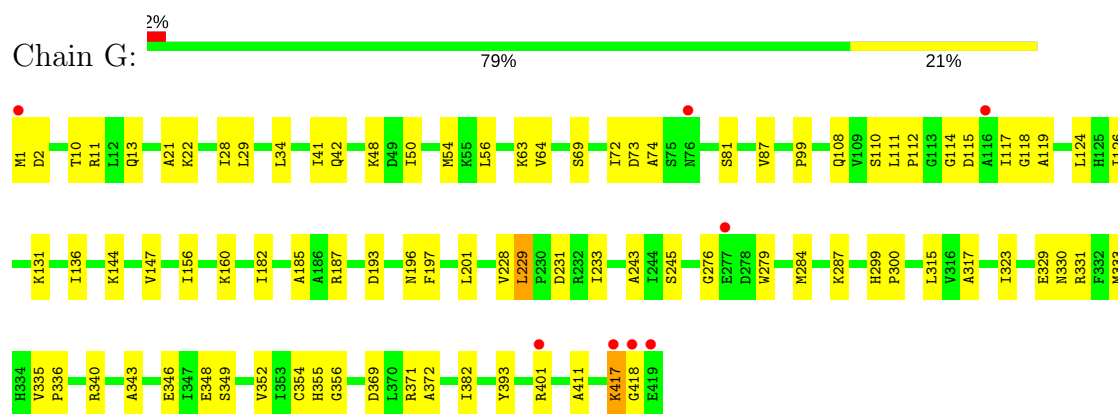 2%
Chain G:
79% 21%
M1 D2 T10 R11 L12 Q13 A21 K22 I28 L29 L34 I41 Q42 K48 D49 I50 M54 K55 L56 K63 V64 S69 I72 D73 A74 S75 N76 S81 V87 P99 Q108 V109 S110 L111 P112 G113 G114 D115 A116 I117 G118 A119 L124 H125 I126
K131 I136 K144 V147 I156 K160 I182 A185 A186 R187 D193 N196 F197 L201 V228 L229 P230 D231 R232 I233 A243 I244 S245 G276 E277 D278 W279 M284 K287 H299 P300 L315 V316 A317 I323 E329 N330 R331 F332 M333
H334 V335 P336 R340 A343 E346 I347 E348 S349 V352 I353 C354 H355 G356 D369 L370 R371 A372 I382 Y393 R401 A411 K417 G418 E419